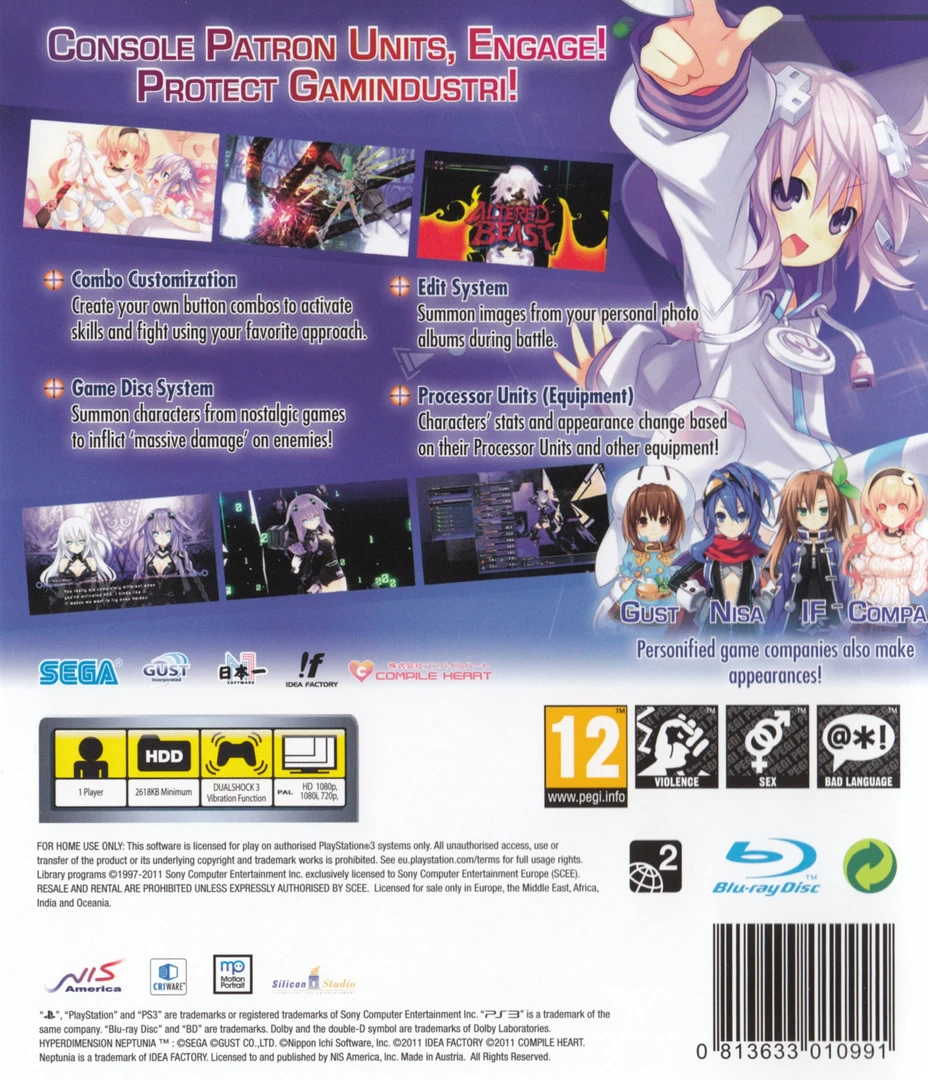 CONSOLE PATRON UNITS, ENGAGE!
PROTECT GAMINDUSTRI!
ALTERED
BEAST
Combo Customization
Create your own button combos to activate
skills and fight using your favorite approach.
Edit System
Summon images from your personal photo
albums during battle.
Game Disc System
Summon characters from nostalgic games
to inflict 'massive damage' on enemies!
Processor Units (Equipment)
Characters' stats and appearance change based
on their Processor Units and other equipment!
GUST NISA IF COMPA
Personified game companies also make
appearances!
SEGA®
GUST
Incorporated
日本一
SOFTWARE
!f
IDEA FACTORY
COMPILE HEART
1 Player
HDD
2618KB Minimum
DUALSHOCK 3
Vibration Function
PAL
HD 1080p,
1080i, 720p,
12
www.pegi.info
VIOLENCE
SEX
@*!
BAD LANGUAGE
FOR HOME USE ONLY: This software is licensed for play on authorised PlayStation®3 systems only. All unauthorised access, use or
transfer of the product or its underlying copyright and trademark works is prohibited. See eu.playstation.com/terms for full usage rights.
Library programs ©1997-2011 Sony Computer Entertainment Inc. exclusively licensed to Sony Computer Entertainment Europe (SCEE).
RESALE AND RENTAL ARE PROHIBITED UNLESS EXPRESSLY AUTHORISED BY SCEE. Licensed for sale only in Europe, the Middle East, Africa,
India and Oceania.
2
Blu-ray Disc™
NIS
America
CRIWARE™
mp
Motion
Portrait
Silicon Studio
"PS", "PlayStation" and "PS3" are trademarks or registered trademarks of Sony Computer Entertainment Inc. "PS3" is a trademark of the
same company. "Blu-ray Disc" and "BD" are trademarks. Dolby and the double-D symbol are trademarks of Dolby Laboratories.
HYPERDIMENSION NEPTUNIA ™ : ©SEGA ©GUST CO.,LTD. ©Nippon Ichi Software, Inc. ©2011 IDEA FACTORY ©2011 COMPILE HEART.
Neptunia is a trademark of IDEA FACTORY. Licensed to and published by NIS America, Inc. Made in Austria. All Rights Reserved.
0 813633 010991